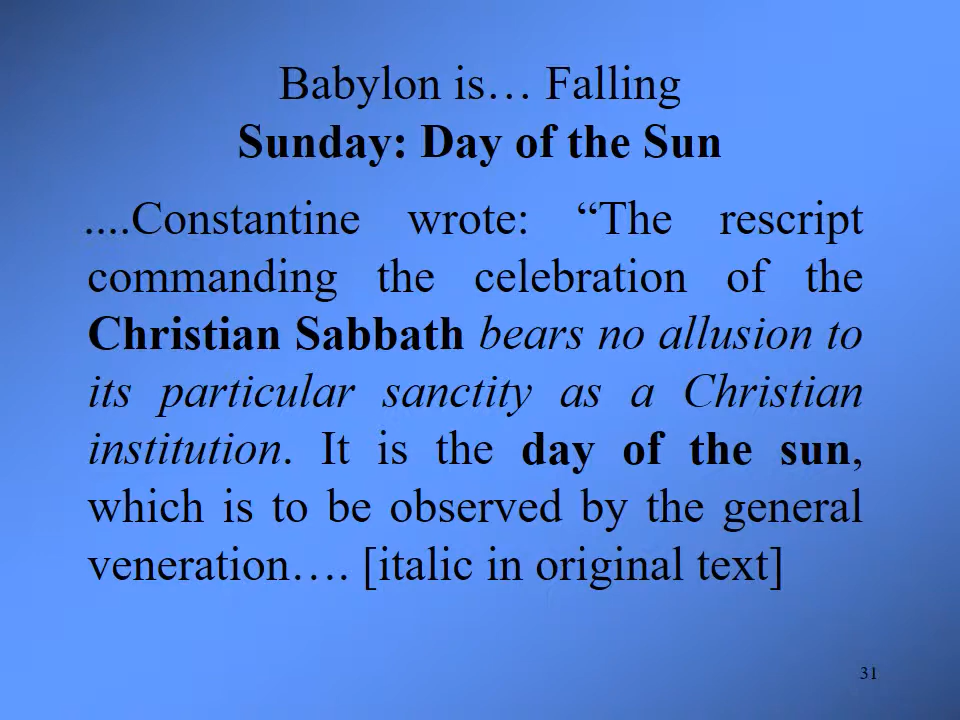 Babylon is… Falling
Sunday: Day of the Sun
....Constantine wrote: “The rescript
commanding the celebration of the
Christian Sabbath bears no allusion to
its particular sanctity as a Christian
institution. It is the day of the sun,
which is to be observed by the general
veneration…. [italic in original text]
31